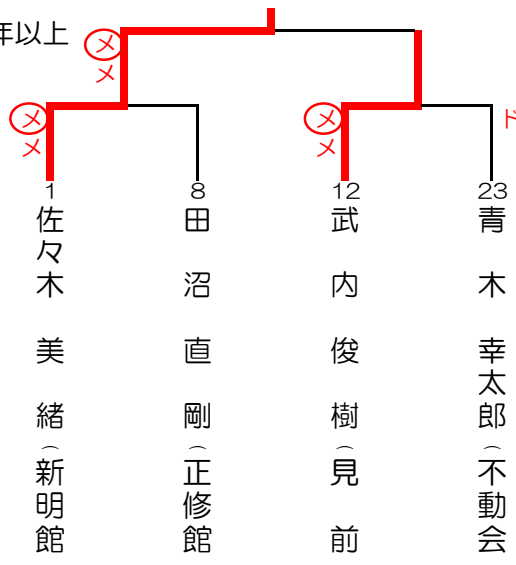 年以上
メ
メ
メ
メ
メ
メ
ド
1
8
12
23
佐々木 美緒(新明館
田沼 直剛(正修館
武内 俊樹(見前
青木 幸太郎(不動会